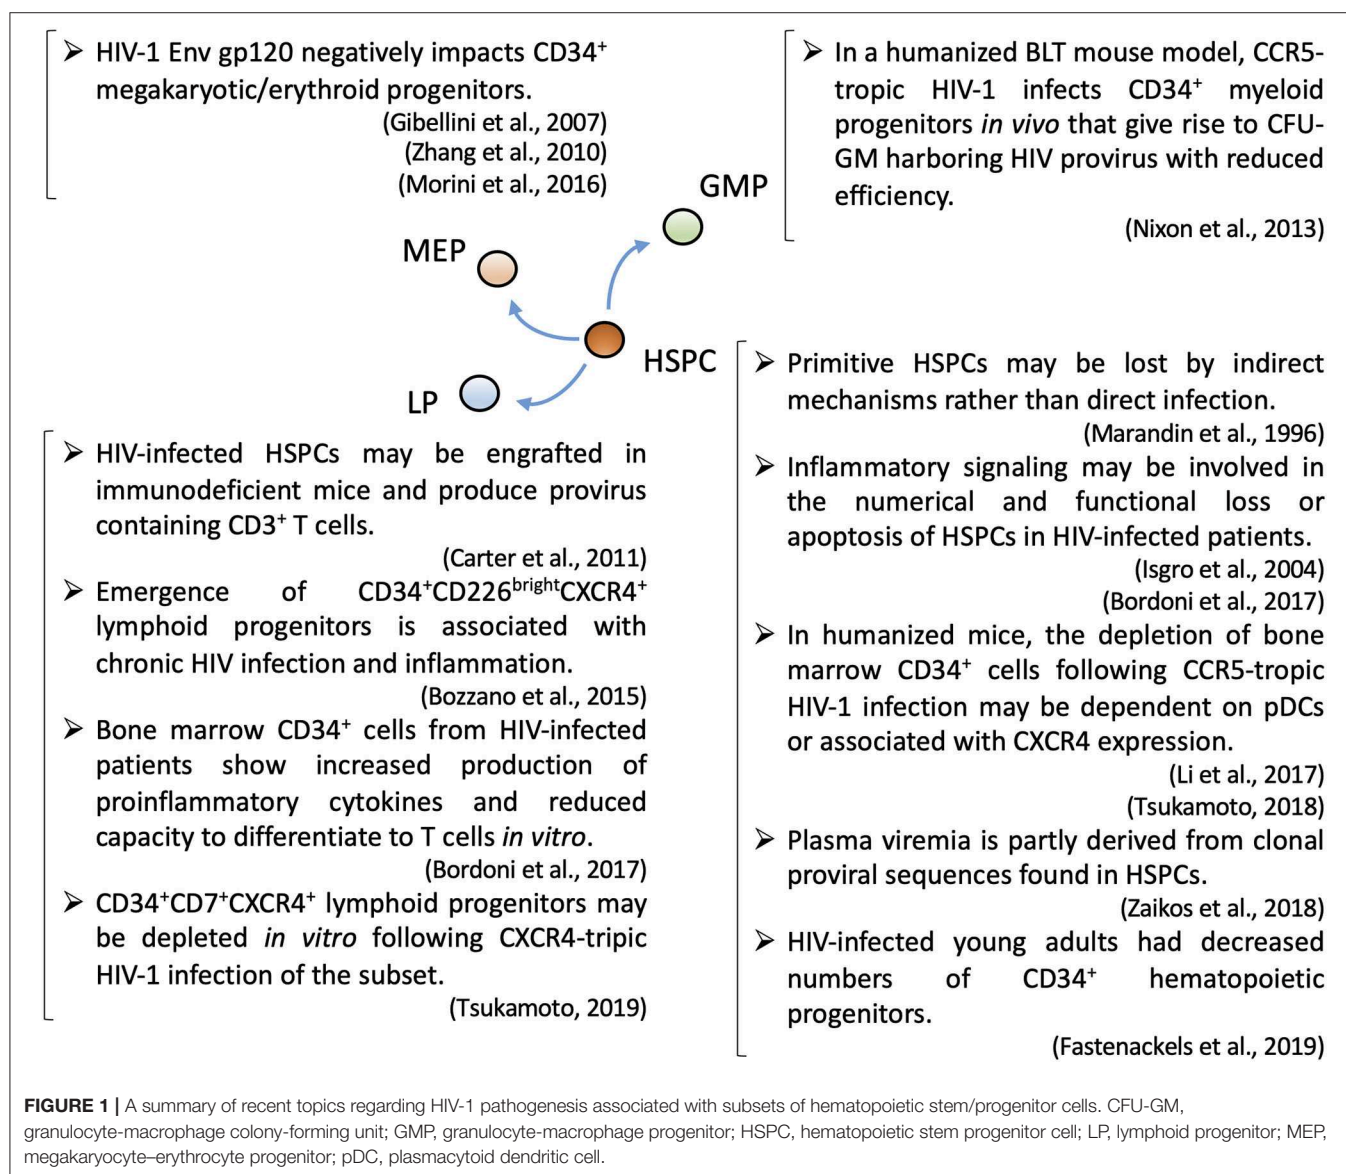 ➢ HIV-1 Env gp120 negatively impacts CD34⁺
megakaryotic/erythroid progenitors.
(Gibellini et al., 2007)
(Zhang et al., 2010)
(Morini et al., 2016)
➢ In a humanized BLT mouse model, CCR5-
tropic HIV-1 infects CD34⁺ myeloid
progenitors in vivo that give rise to CFU-
GM harboring HIV provirus with reduced
efficiency.
(Nixon et al., 2013)
GMP
MEP
HSPC
LP
➢ HIV-infected HSPCs may be engrafted in
immunodeficient mice and produce provirus
containing CD3⁺ T cells.
(Carter et al., 2011)
➢ Emergence of CD34⁺CD226ᵇʳⁱᵍʰᵗCXCR4⁺
lymphoid progenitors is associated with
chronic HIV infection and inflammation.
(Bozzano et al., 2015)
➢ Bone marrow CD34⁺ cells from HIV-infected
patients show increased production of
proinflammatory cytokines and reduced
capacity to differentiate to T cells in vitro.
(Bordoni et al., 2017)
➢ CD34⁺CD7⁺CXCR4⁺ lymphoid progenitors may
be depleted in vitro following CXCR4-tripic
HIV-1 infection of the subset.
(Tsukamoto, 2019)
➢ Primitive HSPCs may be lost by indirect
mechanisms rather than direct infection.
(Marandin et al., 1996)
➢ Inflammatory signaling may be involved in
the numerical and functional loss or
apoptosis of HSPCs in HIV-infected patients.
(Isgro et al., 2004)
(Bordoni et al., 2017)
➢ In humanized mice, the depletion of bone
marrow CD34⁺ cells following CCR5-tropic
HIV-1 infection may be dependent on pDCs
or associated with CXCR4 expression.
(Li et al., 2017)
(Tsukamoto, 2018)
➢ Plasma viremia is partly derived from clonal
proviral sequences found in HSPCs.
(Zaikos et al., 2018)
➢ HIV-infected young adults had decreased
numbers of CD34⁺ hematopoietic
progenitors.
(Fastenackels et al., 2019)
FIGURE 1 | A summary of recent topics regarding HIV-1 pathogenesis associated with subsets of hematopoietic stem/progenitor cells. CFU-GM,
granulocyte-macrophage colony-forming unit; GMP, granulocyte-macrophage progenitor; HSPC, hematopoietic stem progenitor cell; LP, lymphoid progenitor; MEP,
megakaryocyte–erythrocyte progenitor; pDC, plasmacytoid dendritic cell.